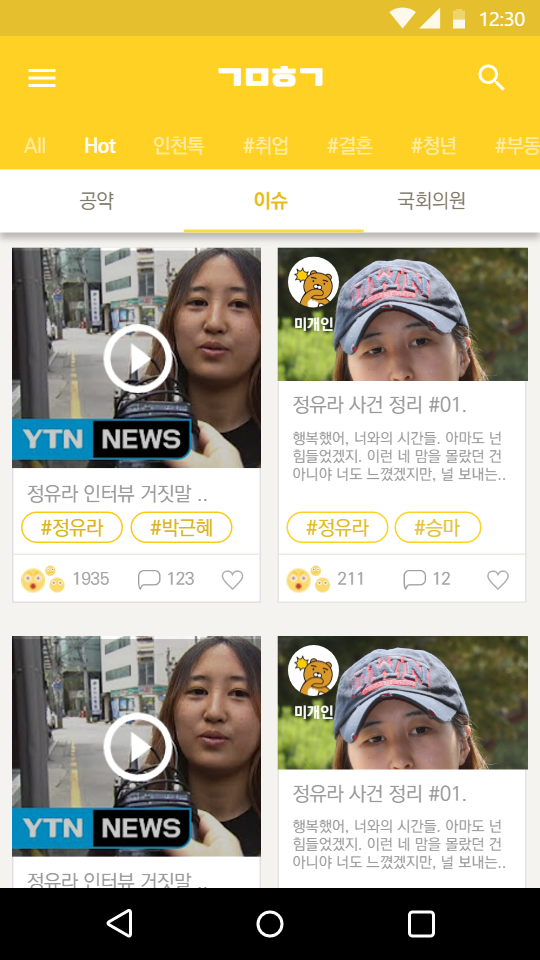 12:30
ㄱㅁㅎㄱ
All Hot 인천톡 #취업 #결혼 #청년 #부동
공약 이슈 국회의원
YTN NEWS
정유라 인터뷰 거짓말 ..
#정유라 #박근혜
1935 123
미개인
정유라 사건 정리 #01.
행복했어, 너와의 시간들. 아마도 넌
힘들었겠지. 이런 네 맘을 몰랐던 건
아니야 너도 느꼈겠지만, 널 보내는..
#정유라 #승마
211 12
YTN NEWS
정유라 인터뷰 거짓말 ..
미개인
정유라 사건 정리 #01.
행복했어, 너와의 시간들. 아마도 넌
힘들었겠지. 이런 네 맘을 몰랐던 건
아니야 너도 느꼈겠지만, 널 보내는..